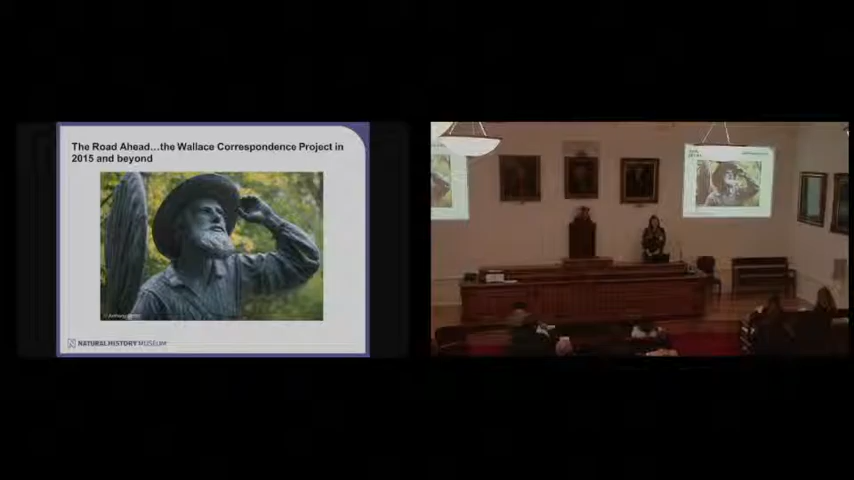 The Road Ahead...the Wallace Correspondence Project in
2015 and beyond
NATURAL HISTORY MUSEUM